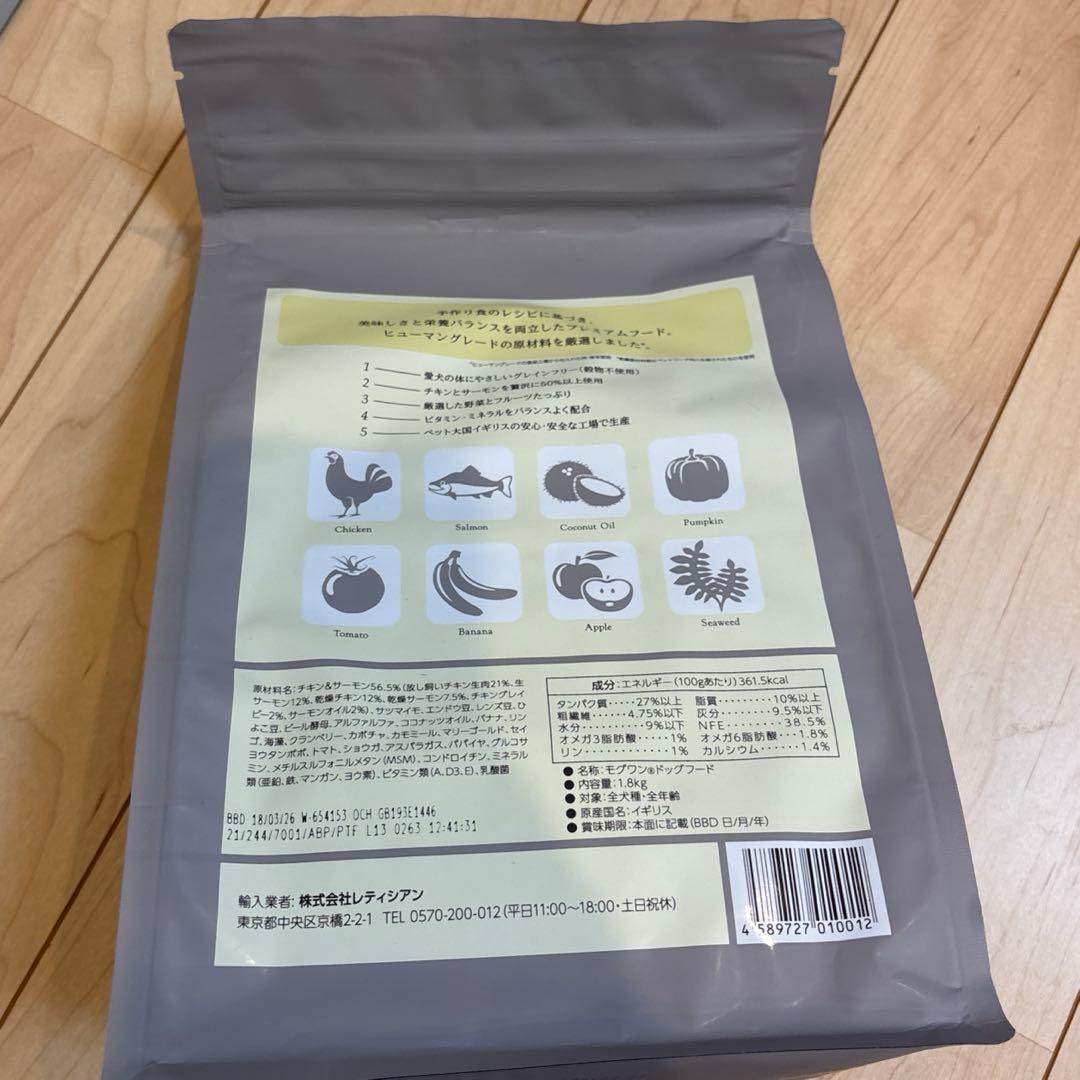 手作り食のレシピに基づき、
美味しさと栄養バランスを両立したプレミアムフード。
ヒューマングレードの原材料を厳選しました*。
1 愛犬の体にやさしいグレインフリー(穀物不使用)
2 チキンとサーモンを贅沢に50%以上使用
3 厳選した野菜とフルーツたっぷり
4 ビタミン・ミネラルをバランスよく配合
5 ペット大国イギリスの安心・安全な工場で生産
Chicken Salmon Coconut Oil Pumpkin
Tomato Banana Apple Seaweed
原材料名:チキン&サーモン56.5%(放し飼いチキン生肉21%、生
サーモン12%、乾燥チキン12%、乾燥サーモン7.5%、チキングレイ
ビー2%、サーモンオイル2%)、サツマイモ、エンドウ豆、レンズ豆、ひ
よこ豆、ビール酵母、アルファルファ、ココナッツオイル、バナナ、リン
ゴ、海藻、クランベリー、カボチャ、カモミール、マリーゴールド、セイ
ヨウタンポポ、トマト、ショウガ、アスパラガス、パパイヤ、グルコサ
ミン、メチルスルフォニルメタン(MSM)、コンドロイチン、ミネラル
類(亜鉛、鉄、マンガン、ヨウ素)、ビタミン類(A、D3、E)、乳酸菌
BBD 18/03/26 W-654153 OCH GB193E1446
21/244/7001/ABP/PTF L13 0263 12:41:31
成分:エネルギー(100gあたり)361.5kcal
タンパク質・・・・27%以上 脂質・・・・・・・・10%以上
粗繊維・・・・・・4.75%以下 灰分・・・・・・・・9.5%以下
水分・・・・・・・・・9%以下 NFE・・・・・・・・38.5%
オメガ3脂肪酸・・・・1% オメガ6脂肪酸・・・1.8%
リン・・・・・・・・・・・・1% カルシウム・・・・・・1.4%
●名称:モグワン®ドッグフード
●内容量:1.8kg
●対象:全犬種・全年齢
●原産国名:イギリス
●賞味期限:本面に記載(BBD 日/月/年)
輸入業者:株式会社レティシアン
東京都中央区京橋2-2-1 TEL 0570-200-012(平日11:00〜18:00・土日祝休)
4 589727 010012